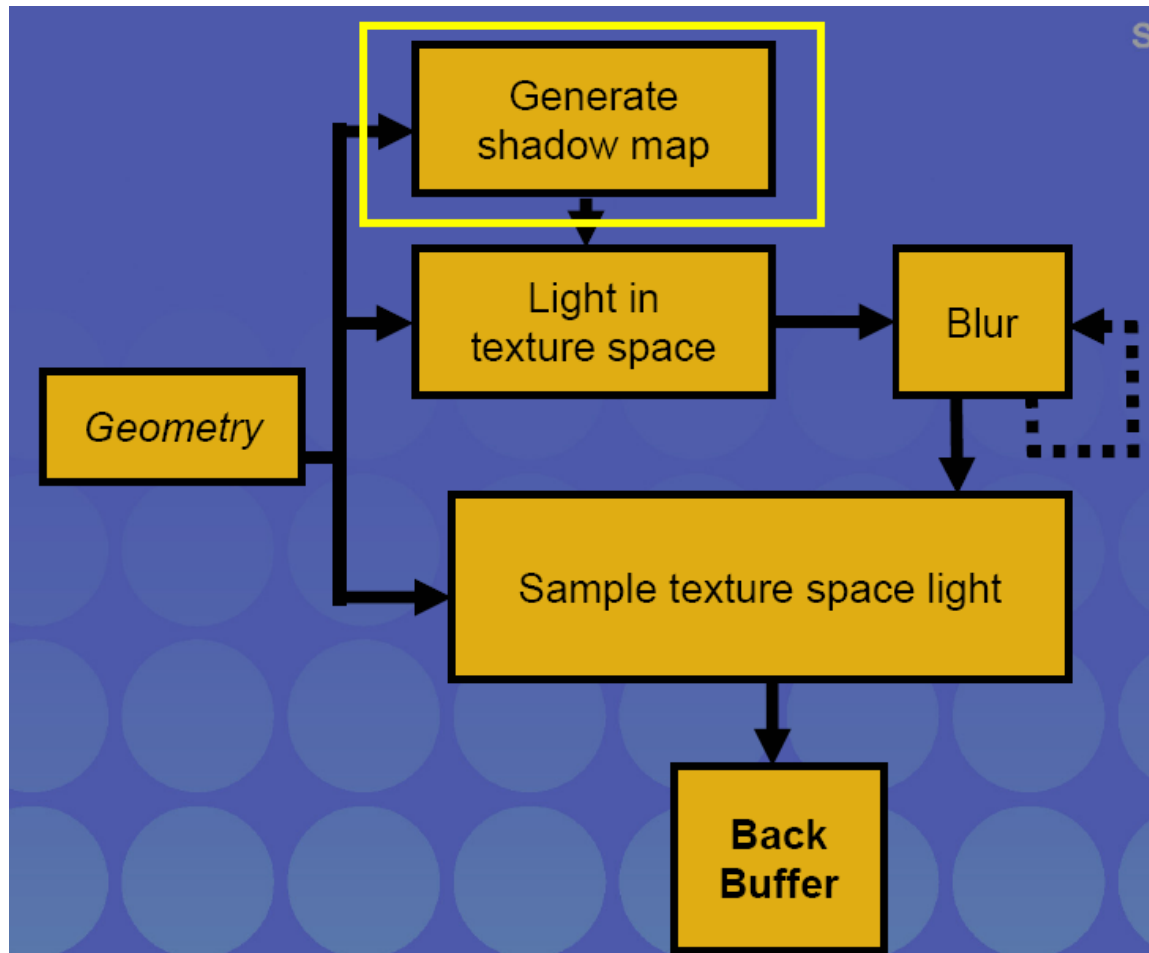 S
Generate
shadow map
Light in
texture space
Blur
Geometry
Sample texture space light
Back
Buffer